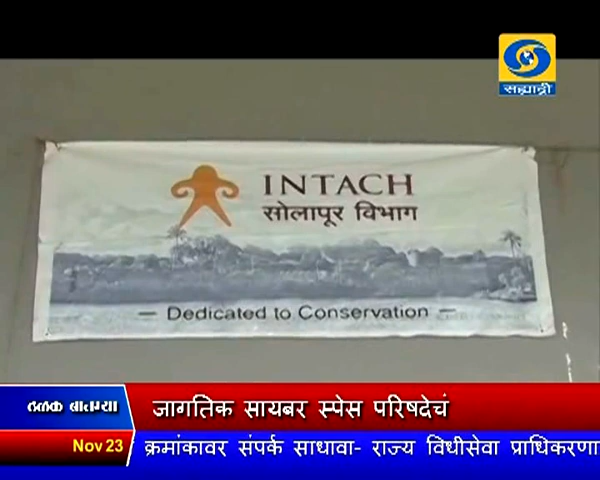 सह्याद्री
INTACH
सोलापूर विभाग
— Dedicated to Conservation —
ठळक बातम्या
जागतिक सायबर स्पेस परिषदेचं
Nov 23
क्रमांकावर संपर्क साधावा- राज्य विधीसेवा प्राधिकरणा